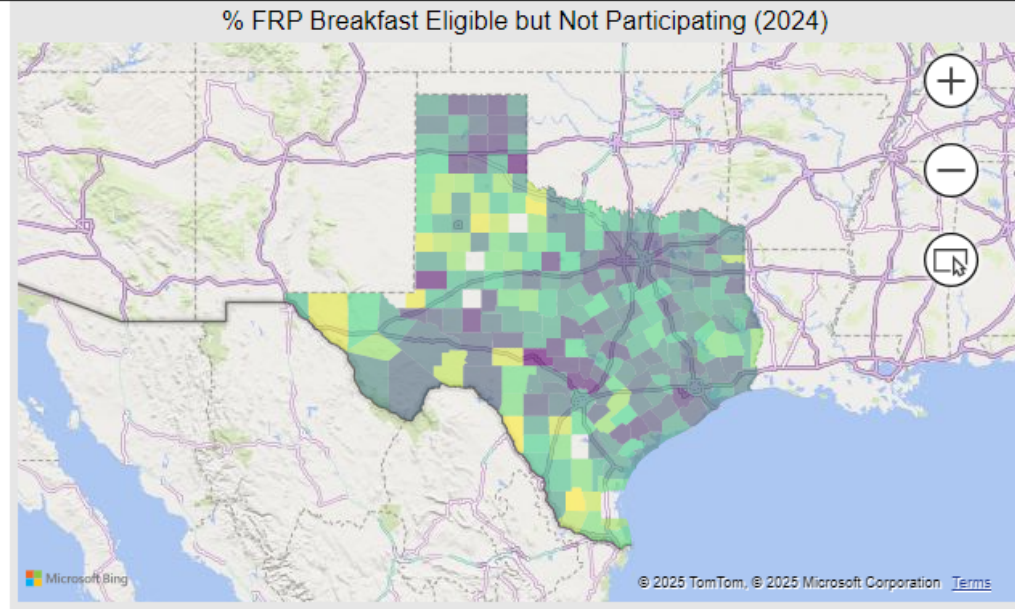 % FRP Breakfast Eligible but Not Participating (2024)
Microsoft Bing
© 2025 TomTom, © 2025 Microsoft Corporation Terms